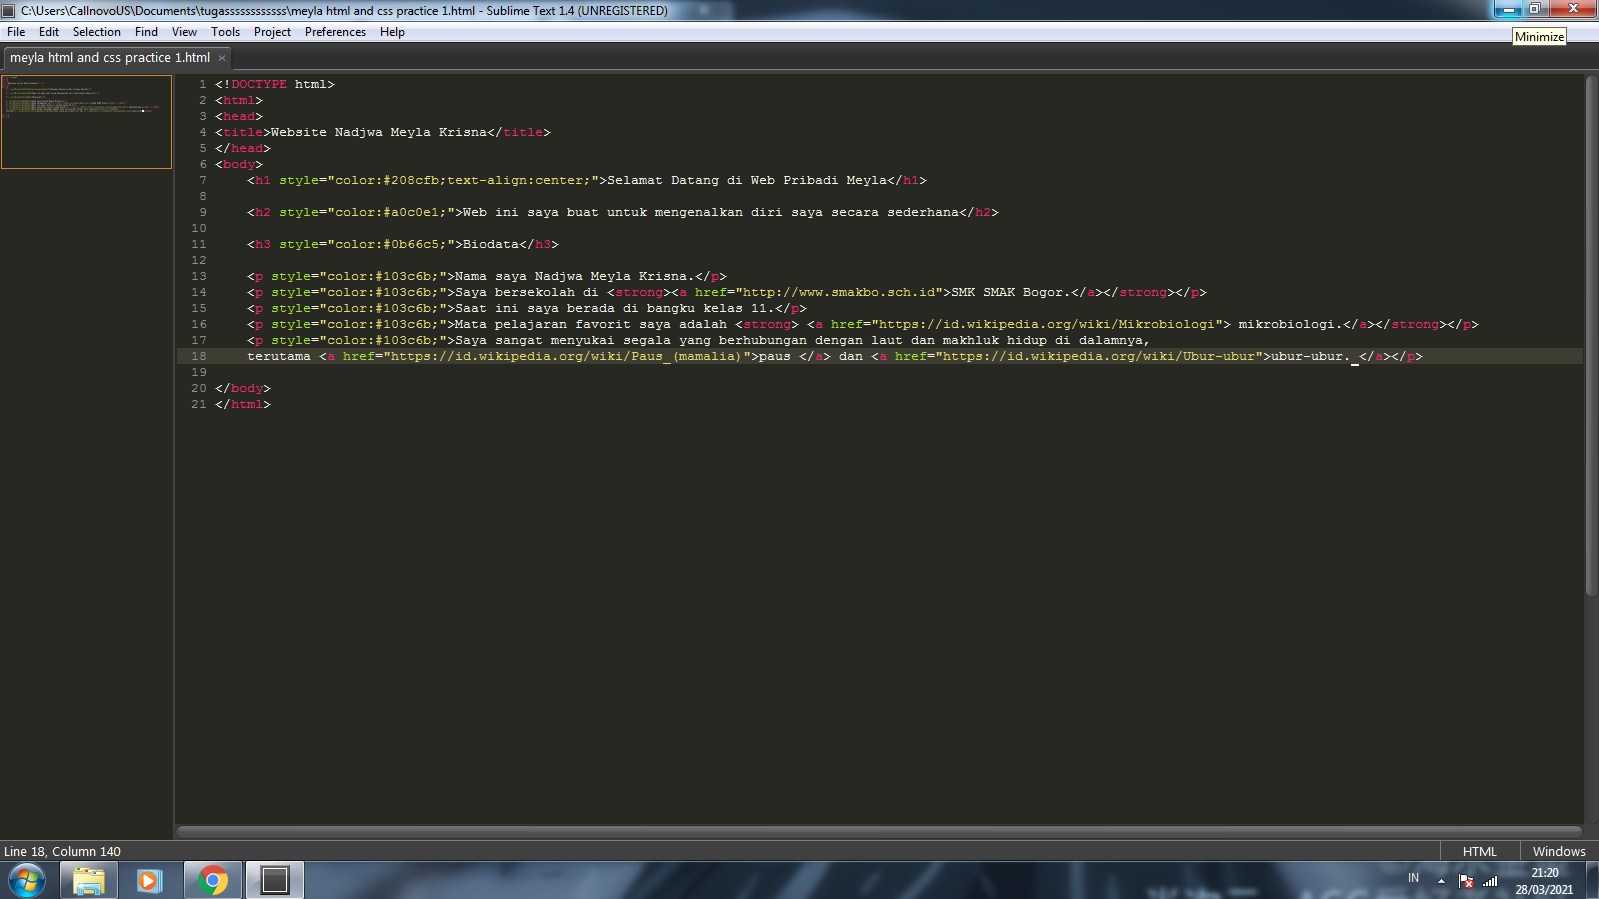 C:\Users\CallnovoUS\Documents\tugassssssssssss\meyla html and css practice 1.html - Sublime Text 1.4 (UNREGISTERED)
File Edit Selection Find View Tools Project Preferences Help
Minimize
meyla html and css practice 1.html ×
1 <!DOCTYPE html>
2 <html>
3 <head>
4 <title>Website Nadjwa Meyla Krisna</title>
5 </head>
6 <body>
7 <h1 style="color:#208cfb;text-align:center;">Selamat Datang di Web Pribadi Meyla</h1>
8
9 <h2 style="color:#a0c0e1;">Web ini saya buat untuk mengenalkan diri saya secara sederhana</h2>
10
11 <h3 style="color:#0b66c5;">Biodata</h3>
12
13 <p style="color:#103c6b;">Nama saya Nadjwa Meyla Krisna.</p>
14 <p style="color:#103c6b;">Saya bersekolah di <strong><a href="http://www.smakbo.sch.id">SMK SMAK Bogor.</a></strong></p>
15 <p style="color:#103c6b;">Saat ini saya berada di bangku kelas 11.</p>
16 <p style="color:#103c6b;">Mata pelajaran favorit saya adalah <strong> <a href="https://id.wikipedia.org/wiki/Mikrobiologi"> mikrobiologi.</a></strong></p>
17 <p style="color:#103c6b;">Saya sangat menyukai segala yang berhubungan dengan laut dan makhluk hidup di dalamnya,
18 terutama <a href="https://id.wikipedia.org/wiki/Paus_(mamalia)">paus </a> dan <a href="https://id.wikipedia.org/wiki/Ubur-ubur">ubur-ubur. </a></p>
19
20 </body>
21 </html>
Line 18, Column 140
HTML Windows
IN 21:20
28/03/2021